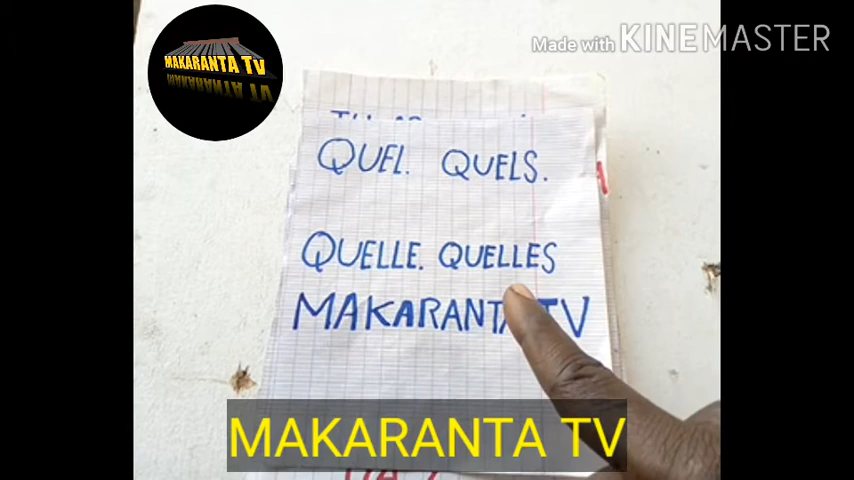 MAKARANTA TV
Made with KINEMASTER
QUEL. QUELS.
QUELLE. QUELLES
MAKARANTA TV
MAKARANTA TV